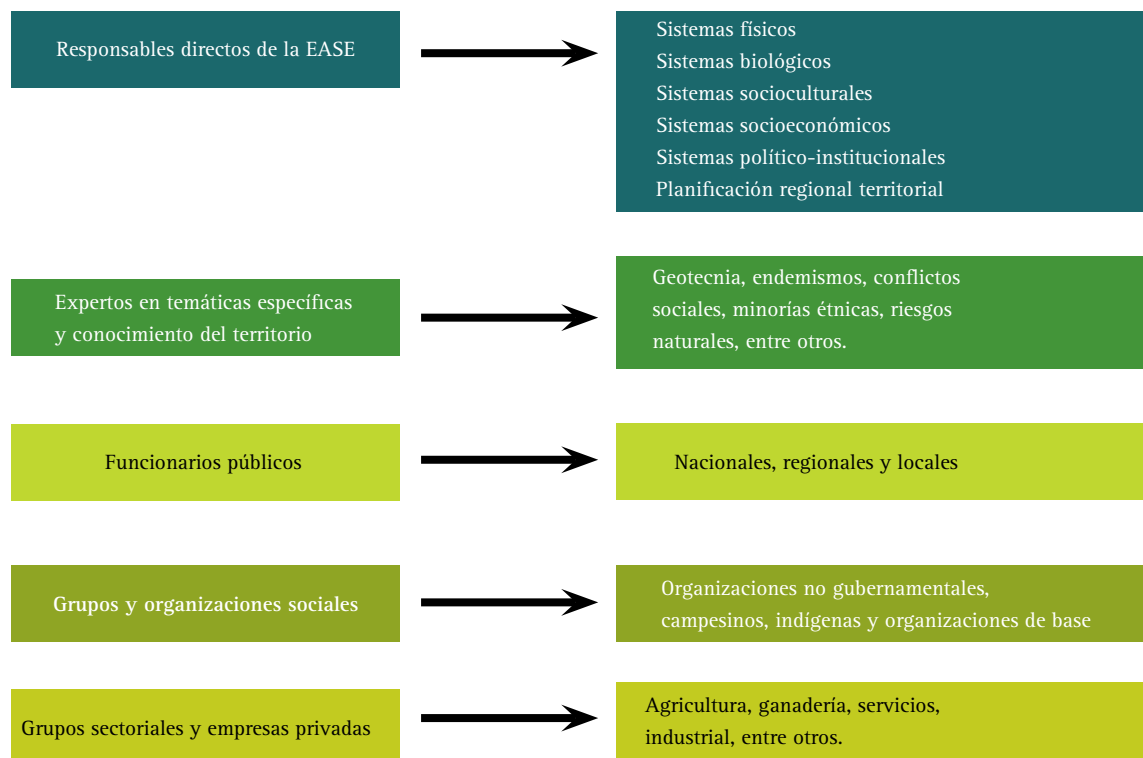 Responsables directos de la EASE
Sistemas físicos
Sistemas biológicos
Sistemas socioculturales
Sistemas socioeconómicos
Sistemas político-institucionales
Planificación regional territorial
Expertos en temáticas específicas
y conocimiento del territorio
Geotecnia, endemismos, conflictos
sociales, minorías étnicas, riesgos
naturales, entre otros.
Funcionarios públicos
Nacionales, regionales y locales
Grupos y organizaciones sociales
Organizaciones no gubernamentales,
campesinos, indígenas y organizaciones de base
Grupos sectoriales y empresas privadas
Agricultura, ganadería, servicios,
industrial, entre otros.